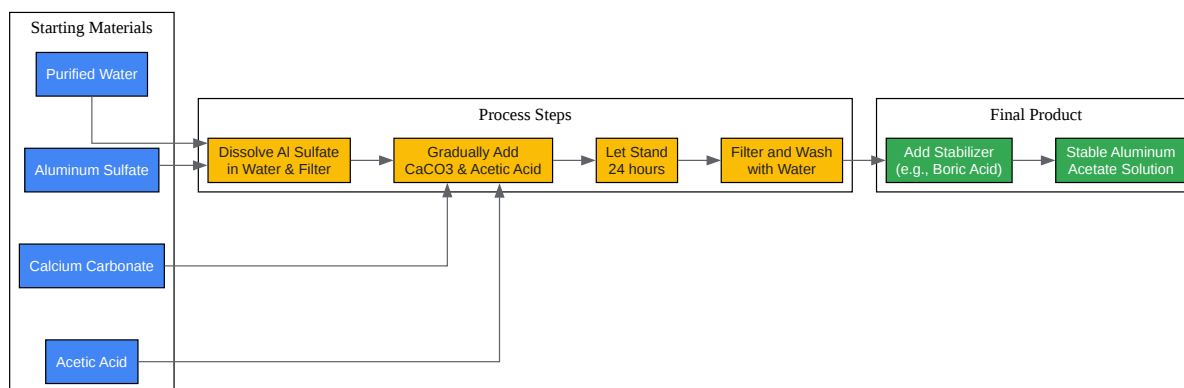 Starting Materials
Purified Water
Aluminum Sulfate
Calcium Carbonate
Acetic Acid
Process Steps
Dissolve Al Sulfate
in Water & Filter
Gradually Add
CaCO3 & Acetic Acid
Let Stand
24 hours
Filter and Wash
with Water
Final Product
Add Stabilizer
(e.g., Boric Acid)
Stable Aluminum
Acetate Solution